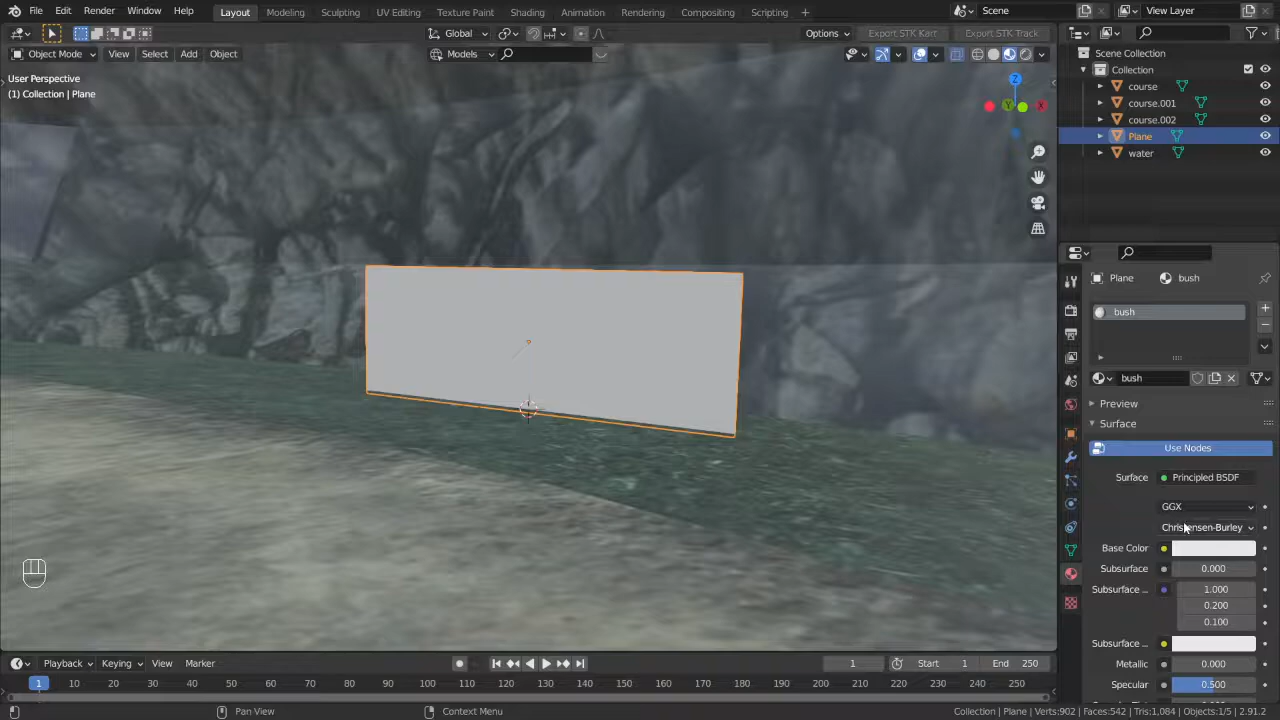 File Edit Render Window Help Layout Modeling Sculpting UV Editing Texture Paint Shading Animation Rendering Compositing Scripting + Scene View Layer
Global Options Export STK Kart Export STK Track
Object Mode View Select Add Object Models
User Perspective
(1) Collection | Plane
Z
Y
X
Scene Collection
Collection
course
course.001
course.002
Plane
water
Plane bush
bush
bush
Preview
Surface
Use Nodes
Surface Principled BSDF
GGX
Christensen-Burley
Base Color
Subsurface 0.000
Subsurface ... 1.000
0.200
0.100
Subsurface ...
Metallic 0.000
Specular 0.500
Playback Keying View Marker 1 Start 1 End 250
1 10 20 30 40 50 60 70 80 90 100 110 120 130 140 150 160 170 180 190 200 210 220 230 240 250
Pan View Context Menu Collection | Plane | Verts:902 | Faces:542 | Tris:1,084 | Objects:1/5 | 2.91.2